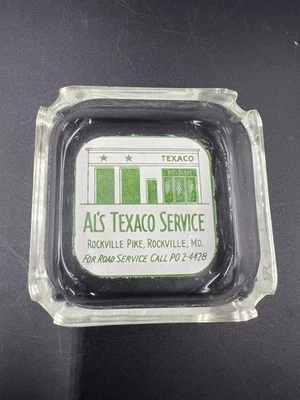 TEXACO
AL'S TEXACO SERVICE
ROCKVILLE PIKE, ROCKVILLE, MD.
FOR ROAD SERVICE CALL PO 2-4428